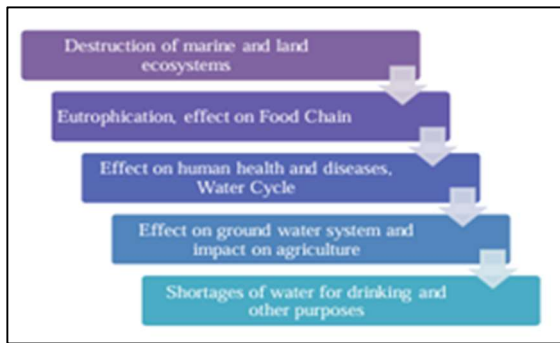 Destruction of marine and land
ecosystems
Eutrophication, effect on Food Chain
Effect on human health and diseases,
Water Cycle
Effect on ground water system and
impact on agriculture
Shortages of water for drinking and
other purposes